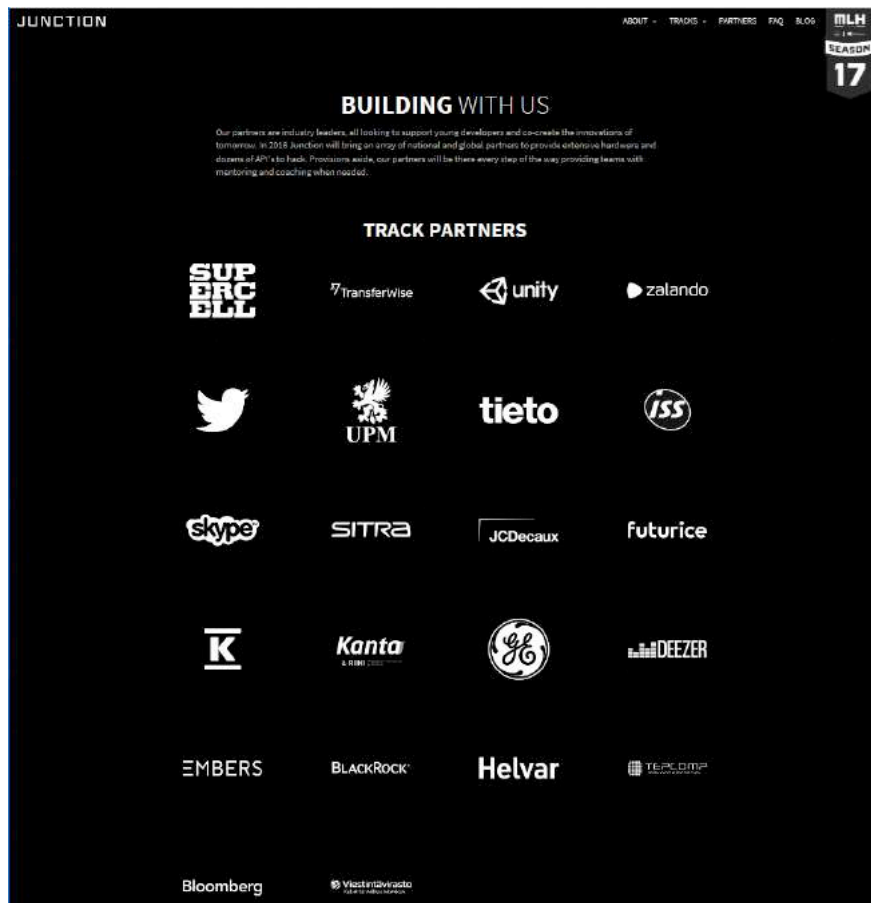 JUNCTION
ABOUT TRACKS PARTNERS FAQ BLOG
MLH
SEASON
17
BUILDING WITH US
Our partners are industry leaders, all looking to support young developers and co-create the innovations of
tomorrow. In 2016 Junction will bring an array of national and global partners to provide extensive hardware and
dozens of API's to hack. Provisions aside, our partners will be there every step of the way providing teams with
mentoring and coaching when needed.
TRACK PARTNERS
SUP
ERC
ELL
TransferWise
unity
zalando
UPM
tieto
iss
skype
SITRA
JCDecaux
futurice
K
Kanta
GE
DEEZER
EMBERS
BLACKROCK
Helvar
TEPCOMP
Bloomberg
Viestintävirasto